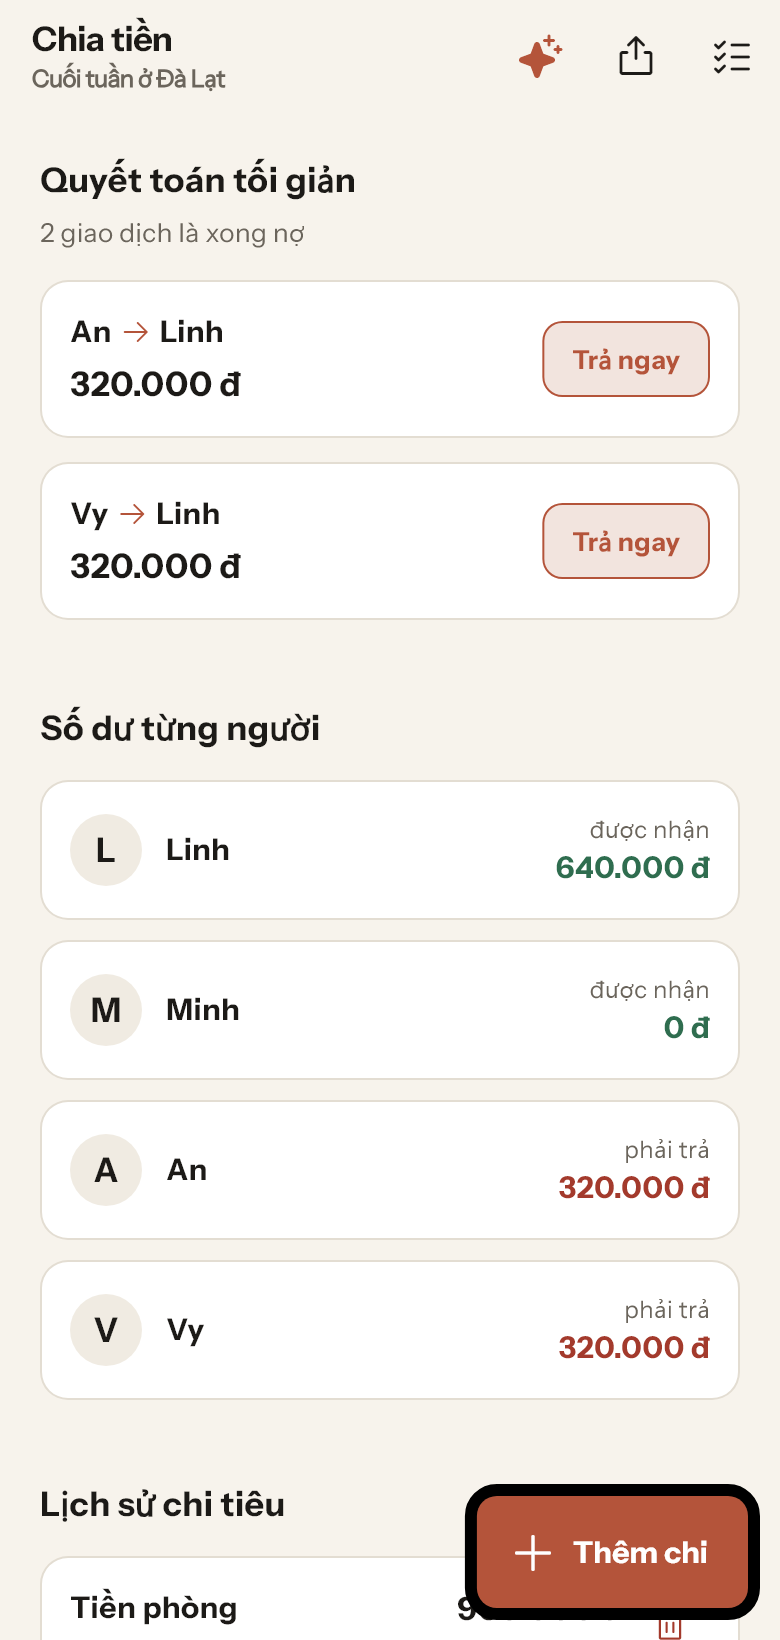 Chia tiền
Cuối tuần ở Đà Lạt
Quyết toán tối giản
2 giao dịch là xong nợ
An → Linh
320.000 đ
Trả ngay
Vy → Linh
320.000 đ
Trả ngay
Số dư từng người
L
Linh
được nhận
640.000 đ
M
Minh
được nhận
0 đ
A
An
phải trả
320.000 đ
V
Vy
phải trả
320.000 đ
Lịch sử chi tiêu
Thêm chi
Tiền phòng